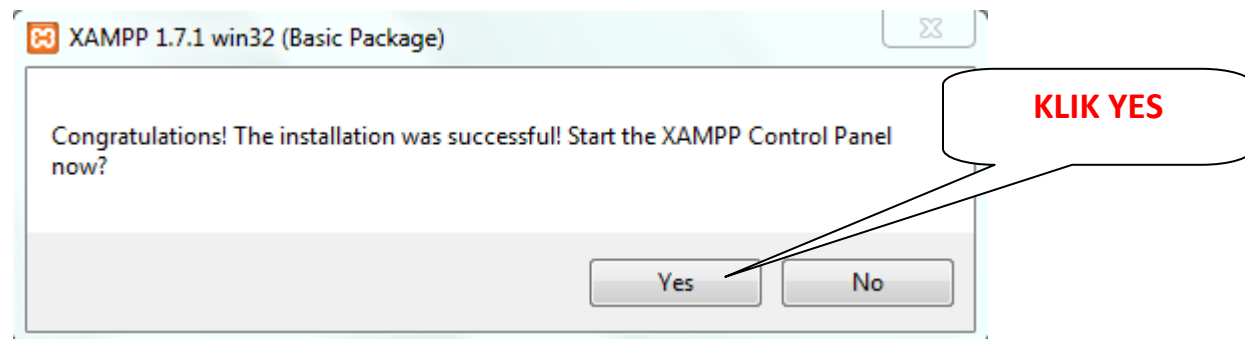 XAMPP 1.7.1 win32 (Basic Package)
KLIK YES
Congratulations! The installation was successful! Start the XAMPP Control Panel
now?
Yes
No